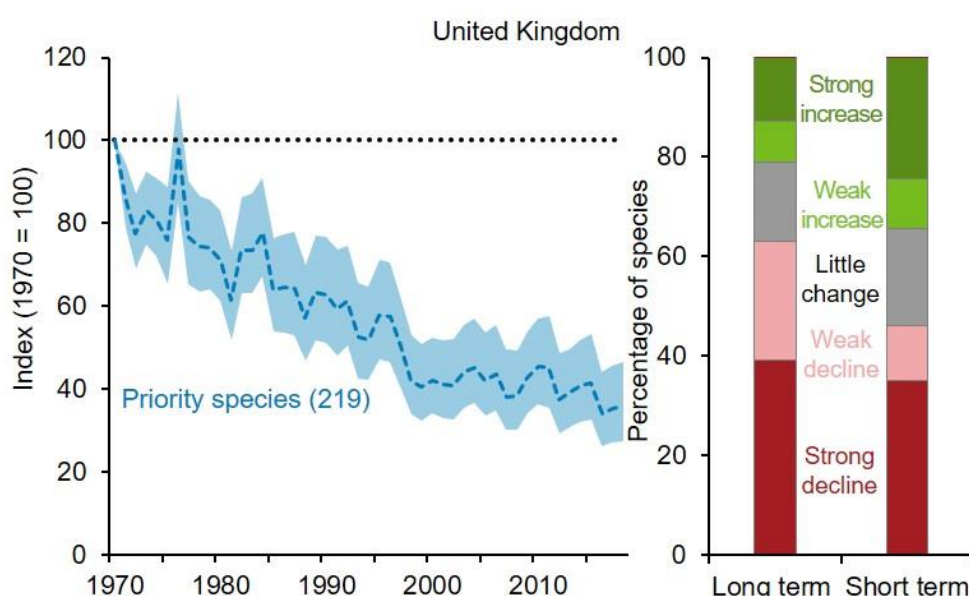 United Kingdom
Index (1970 = 100)
120
100
80
60
40
20
0
Priority species (219)
1970
1980
1990
2000
2010
Percentage of species
100
80
60
40
20
0
Strong
increase
Weak
increase
Little
change
Weak
decline
Strong
decline
Long term
Short term